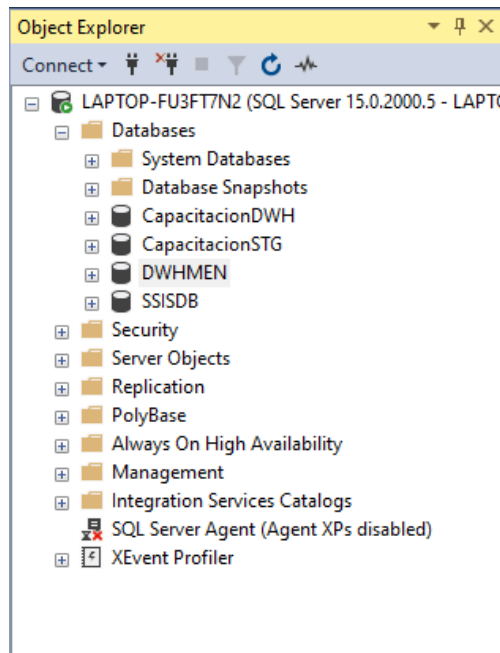 Object Explorer
Connect
LAPTOP-FU3FT7N2 (SQL Server 15.0.2000.5 - LAPT
Databases
System Databases
Database Snapshots
CapacitacionDWH
CapacitacionSTG
DWHMEN
SSISDB
Security
Server Objects
Replication
PolyBase
Always On High Availability
Management
Integration Services Catalogs
SQL Server Agent (Agent XPs disabled)
XEvent Profiler